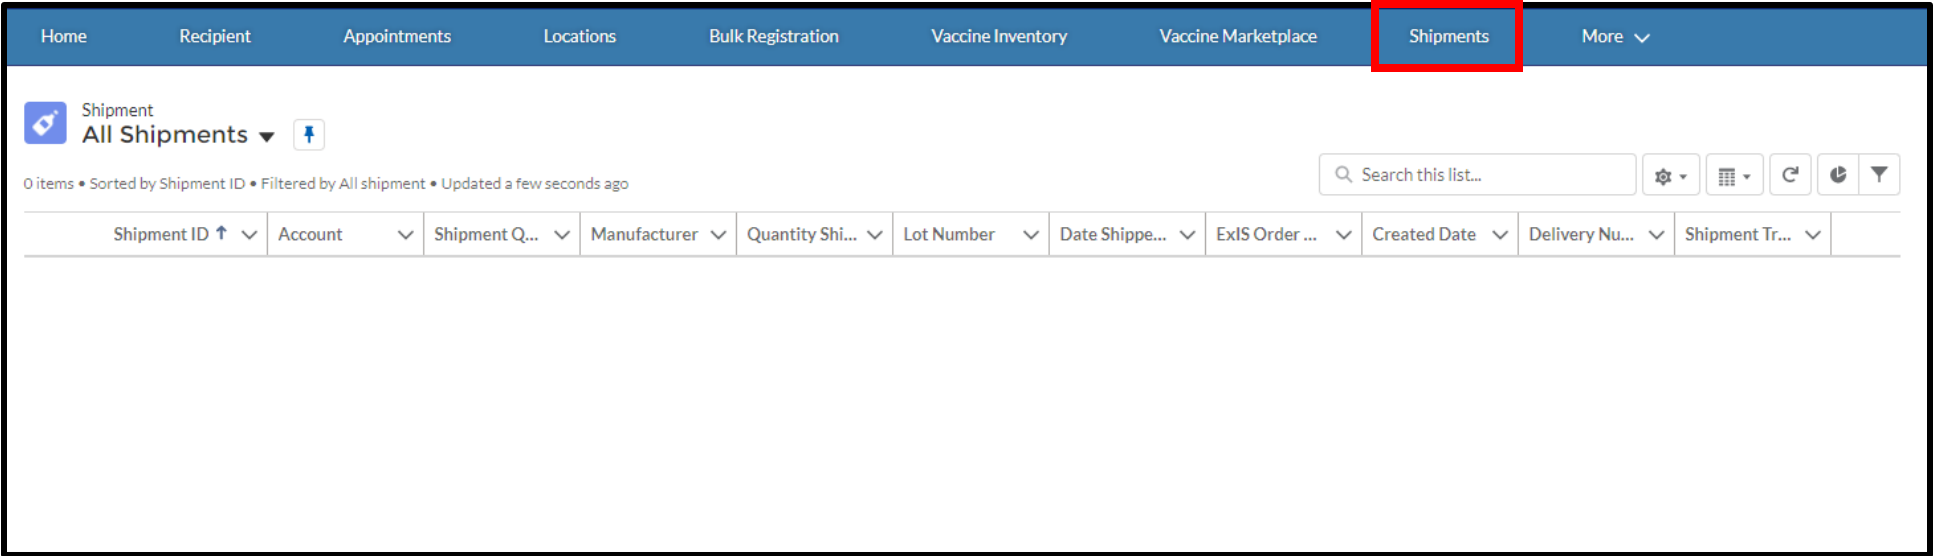 Home Recipient Appointments Locations Bulk Registration Vaccine Inventory Vaccine Marketplace Shipments More
Shipment
All Shipments
0 items • Sorted by Shipment ID • Filtered by All shipment • Updated a few seconds ago
Search this list...
Shipment ID Account Shipment Q... Manufacturer Quantity Shi... Lot Number Date Shippe... ExIS Order ... Created Date Delivery Nu... Shipment Tr...